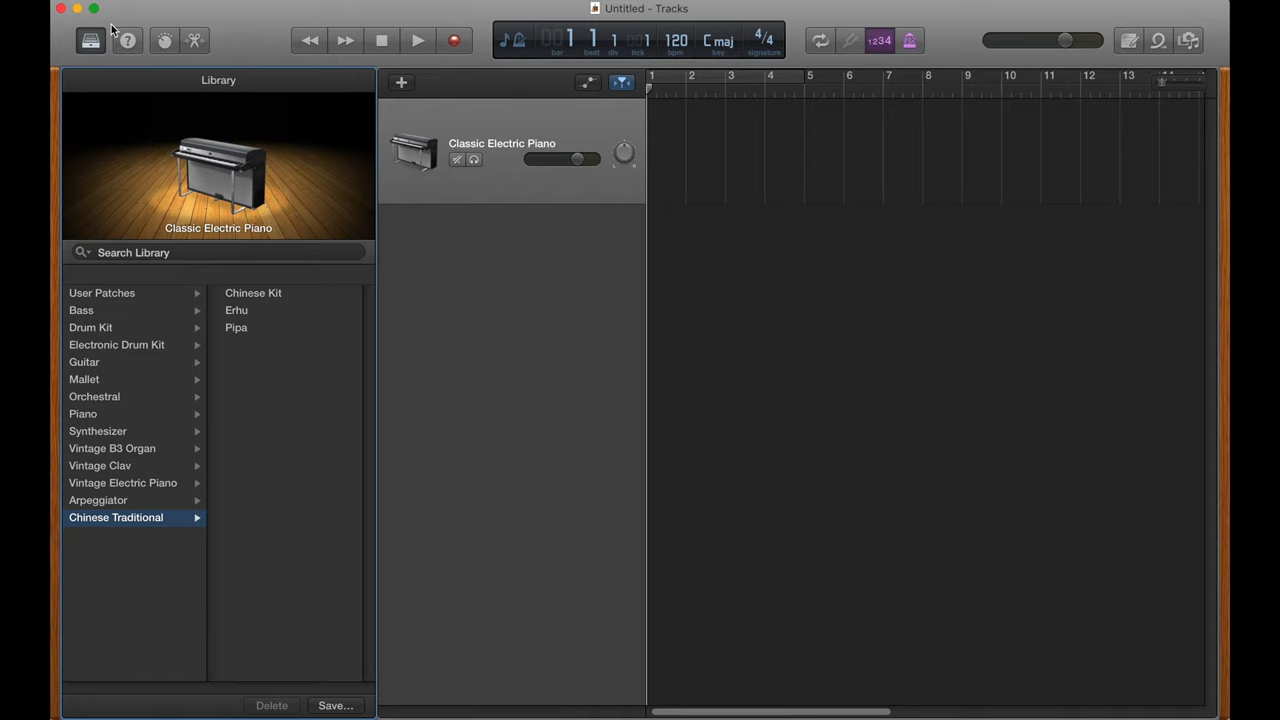 Untitled - Tracks
?
1 1 1 1 120 C maj 4/4
bar beat div tick bpm key signature
1234
Library
1 2 3 4 5 6 7 8 9 10 11 12 13
Classic Electric Piano
L R
Classic Electric Piano
Search Library
User Patches
Chinese Kit
Bass
Erhu
Drum Kit
Pipa
Electronic Drum Kit
Guitar
Mallet
Orchestral
Piano
Synthesizer
Vintage B3 Organ
Vintage Clav
Vintage Electric Piano
Arpeggiator
Chinese Traditional
Delete Save...